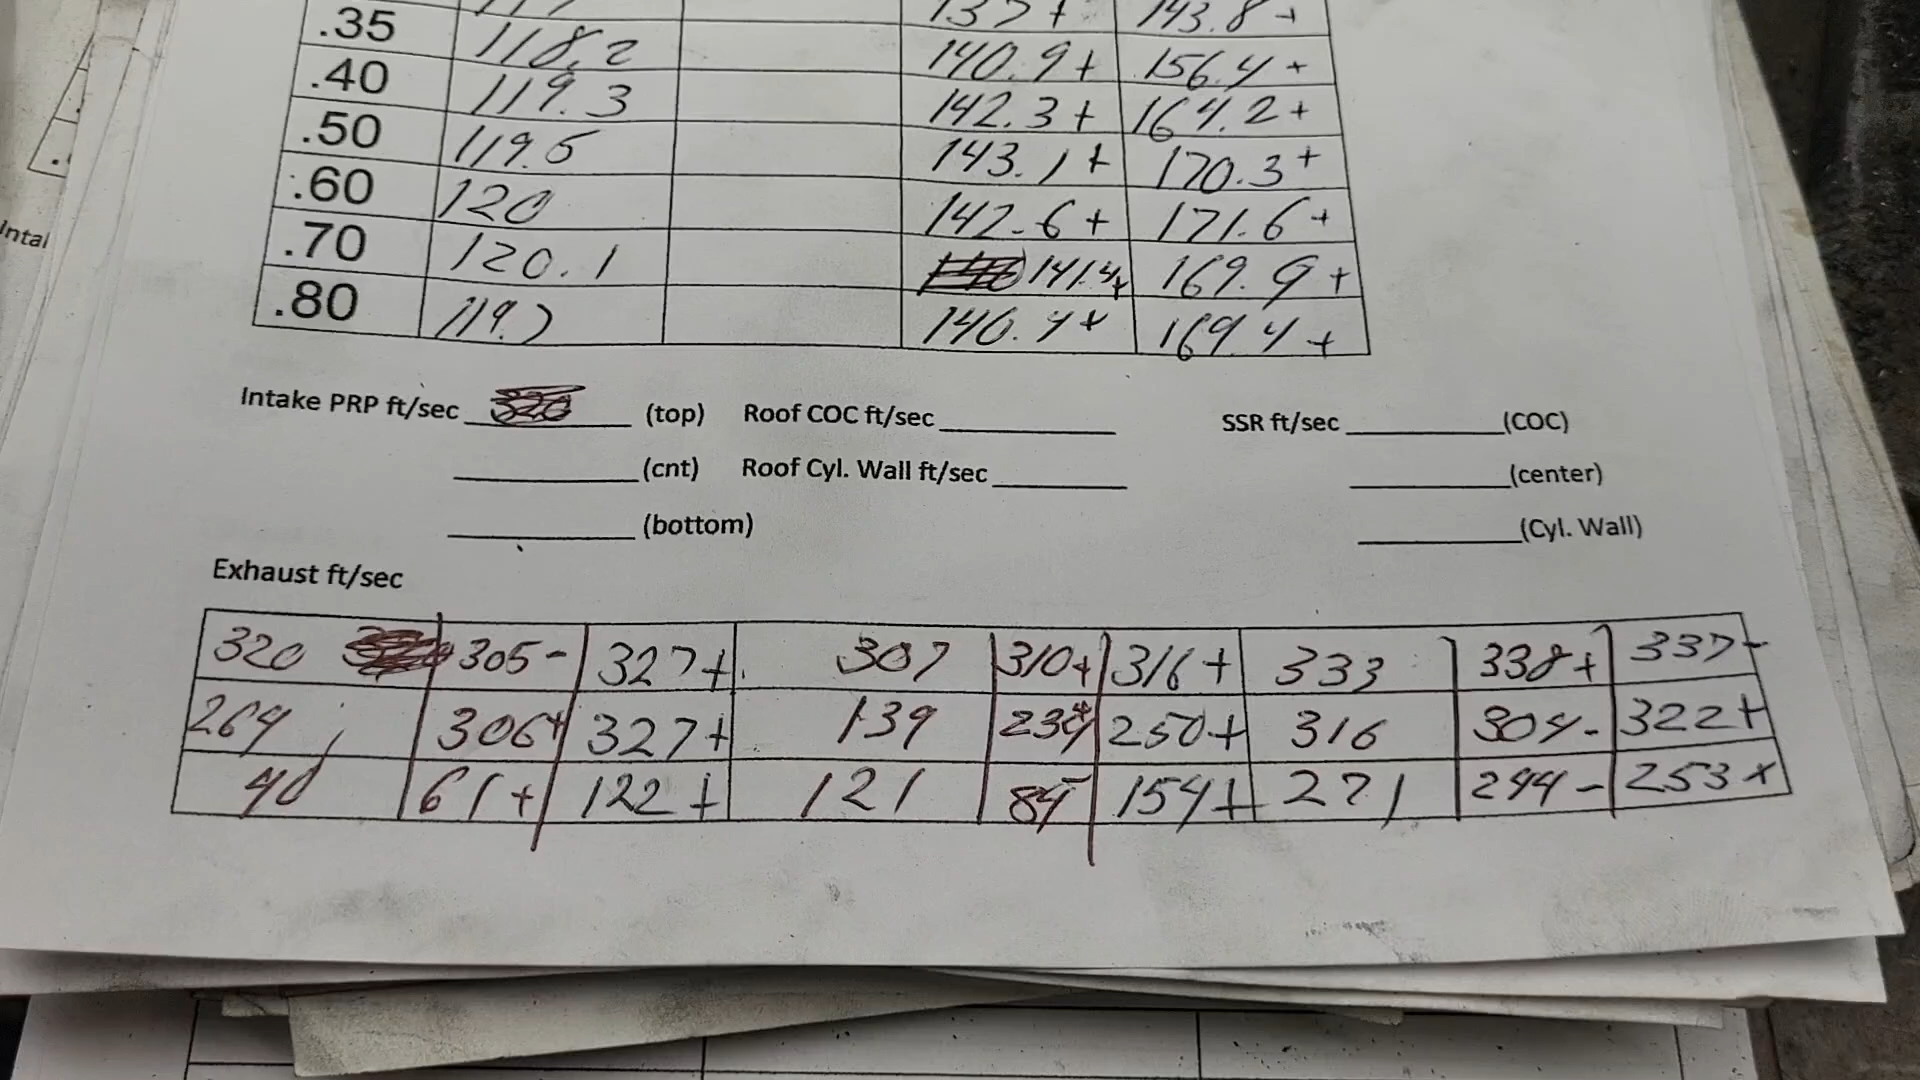 .35 143.8+
118.2 140.9+ 156.4+
.40 119.3 142.3+ 164.2+
.50 119.6 143.1+ 170.3+
.60 120 142.6+ 171.6+
.70 120.1 141.4+ 169.9+
.80 119.7 140.4+ 169.4+
Intal
Intake PRP ft/sec (top) Roof COC ft/sec SSR ft/sec (COC)
(cnt) Roof Cyl. Wall ft/sec (center)
(bottom) (Cyl. Wall)
Exhaust ft/sec
320 305- 327+ 307 310+ 316+ 333 338+ 337-
264 306+ 327+ 139 234+ 250+ 316 304- 322+
40 61+ 122+ 121 84- 154+ 271 244- 253+